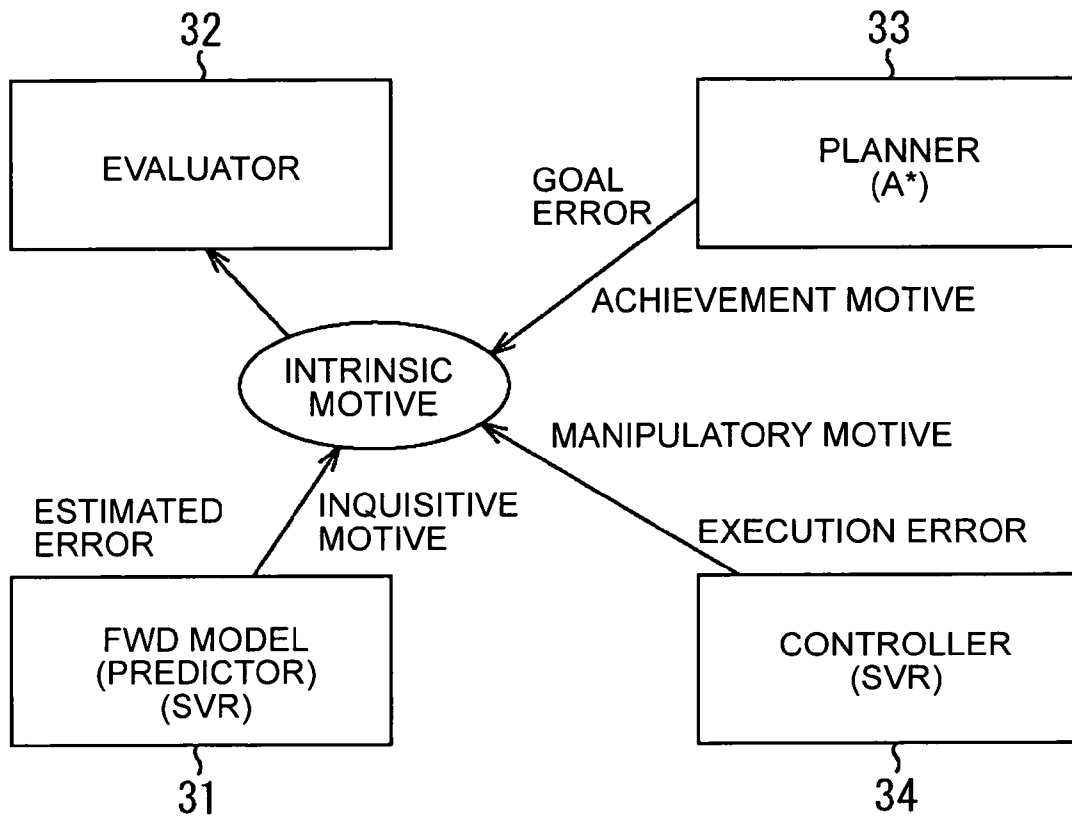 32
33
EVALUATOR
PLANNER
(A*)
GOAL
ERROR
ACHIEVEMENT MOTIVE
INTRINSIC
MOTIVE
MANIPULATORY MOTIVE
ESTIMATED
ERROR
INQUISITIVE
MOTIVE
EXECUTION ERROR
FWD MODEL
(PREDICTOR)
(SVR)
CONTROLLER
(SVR)
31
34